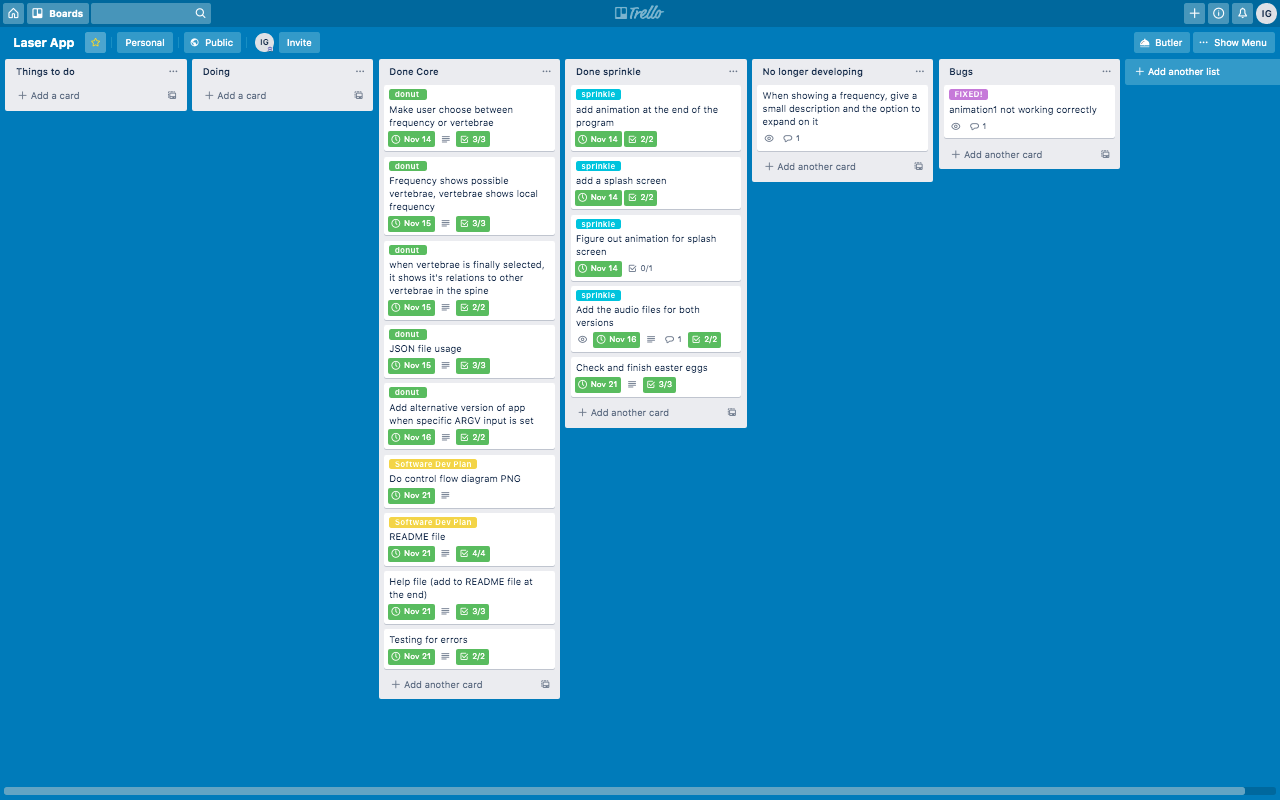 Boards
Trello
IG
Laser App
Personal
Public
IG
Invite
Butler
Show Menu
Things to do
Add a card
Doing
Add a card
Done Core
donut
Make user choose between
frequency or vertebrae
Nov 14
3/3
donut
Frequency shows possible
vertebrae, vertebrae shows local
frequency
Nov 15
3/3
donut
when vertebrae is finally selected,
it shows it's relations to other
vertebrae in the spine
Nov 15
2/2
donut
JSON file usage
Nov 15
3/3
donut
Add alternative version of app
when specific ARGV input is set
Nov 16
2/2
Software Dev Plan
Do control flow diagram PNG
Nov 21
Software Dev Plan
README file
Nov 21
4/4
Help file (add to README file at
the end)
Nov 21
3/3
Testing for errors
Nov 21
2/2
Add another card
Done sprinkle
sprinkle
add animation at the end of the
program
Nov 14
2/2
sprinkle
add a splash screen
Nov 14
2/2
sprinkle
Figure out animation for splash
screen
Nov 14
0/1
sprinkle
Add the audio files for both
versions
Nov 16
1
2/2
Check and finish easter eggs
Nov 21
3/3
Add another card
No longer developing
When showing a frequency, give a
small description and the option to
expand on it
1
Add another card
Bugs
FIXED!
animation1 not working correctly
1
Add another card
Add another list